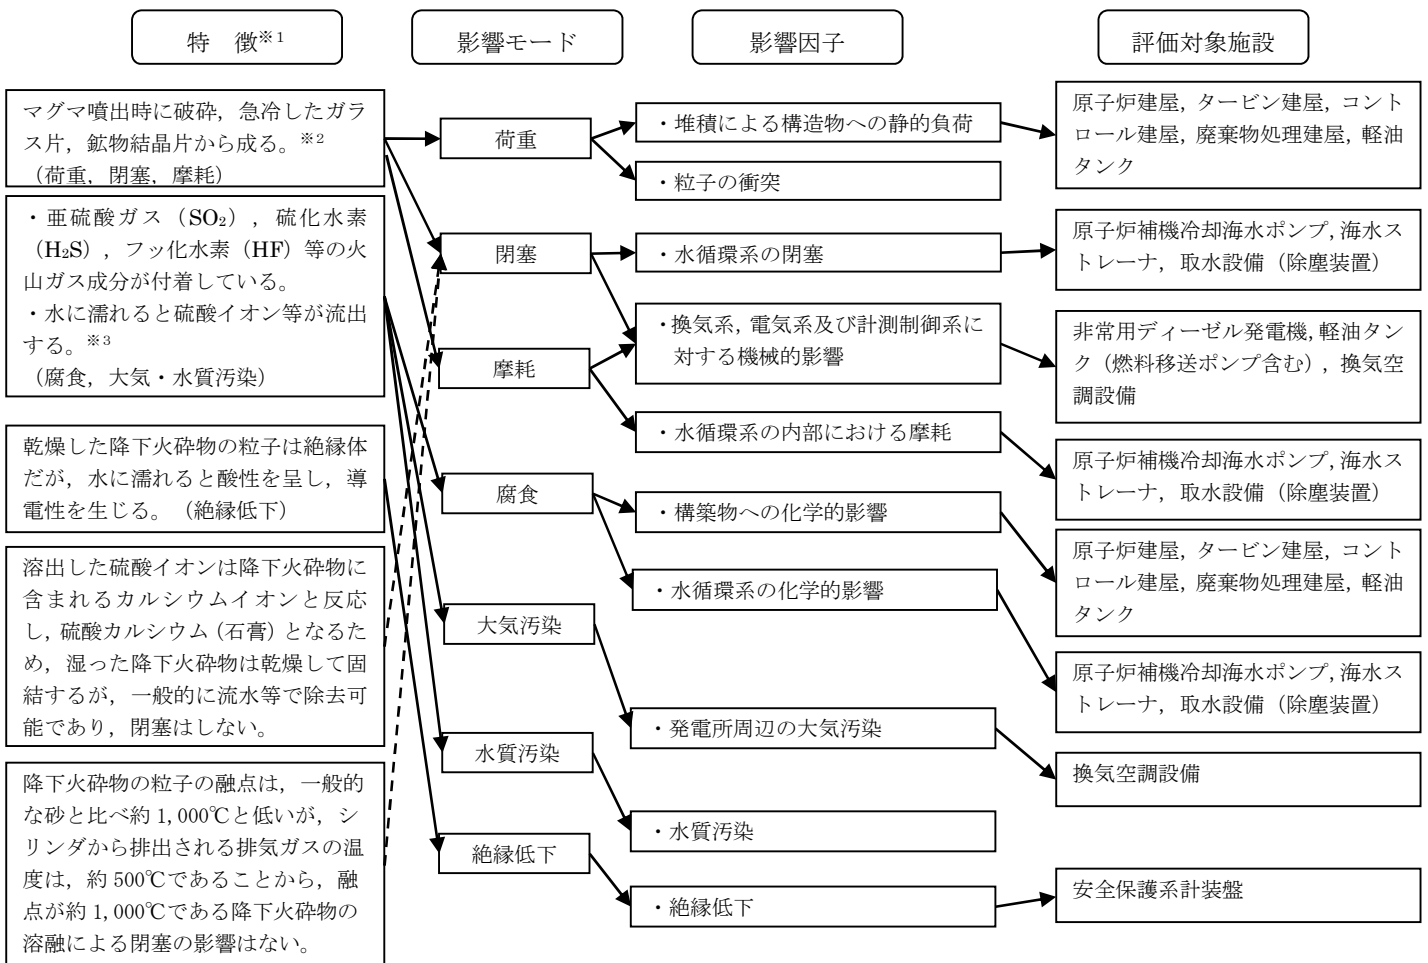 特　徴※1
影響モード
影響因子
評価対象施設
マグマ噴出時に破砕，急冷したガラ
ス片，鉱物結晶片から成る。※2
（荷重，閉塞，摩耗）
・亜硫酸ガス（SO₂），硫化水素
（H₂S），フッ化水素（HF）等の火
山ガス成分が付着している。
・水に濡れると硫酸イオン等が流出
する。※3
（腐食，大気・水質汚染）
乾燥した降下火砕物の粒子は絶縁体
だが，水に濡れると酸性を呈し，導
電性を生じる。（絶縁低下）
溶出した硫酸イオンは降下火砕物に
含まれるカルシウムイオンと反応
し，硫酸カルシウム（石膏）となるた
め，湿った降下火砕物は乾燥して固
結するが，一般的に流水等で除去可
能であり，閉塞はしない。
降下火砕物の粒子の融点は，一般的
な砂と比べ約 1,000℃と低いが，シ
リンダから排出される排気ガスの温
度は，約 500℃であることから，融
点が約 1,000℃である降下火砕物の
溶融による閉塞の影響はない。
荷重
閉塞
摩耗
腐食
大気汚染
水質汚染
絶縁低下
・堆積による構造物への静的負荷
・粒子の衝突
・水循環系の閉塞
・換気系，電気系及び計測制御系に
対する機械的影響
・水循環系の内部における摩耗
・構築物への化学的影響
・水循環系の化学的影響
・発電所周辺の大気汚染
・水質汚染
・絶縁低下
原子炉建屋，タービン建屋，コント
ロール建屋，廃棄物処理建屋，軽油
タンク
原子炉補機冷却海水ポンプ，海水ス
トレーナ，取水設備（除塵装置）
非常用ディーゼル発電機，軽油タン
ク（燃料移送ポンプ含む），換気空
調設備
原子炉補機冷却海水ポンプ，海水ス
トレーナ，取水設備（除塵装置）
原子炉建屋，タービン建屋，コント
ロール建屋，廃棄物処理建屋，軽油
タンク
原子炉補機冷却海水ポンプ，海水ス
トレーナ，取水設備（除塵装置）
換気空調設備
安全保護系計装盤